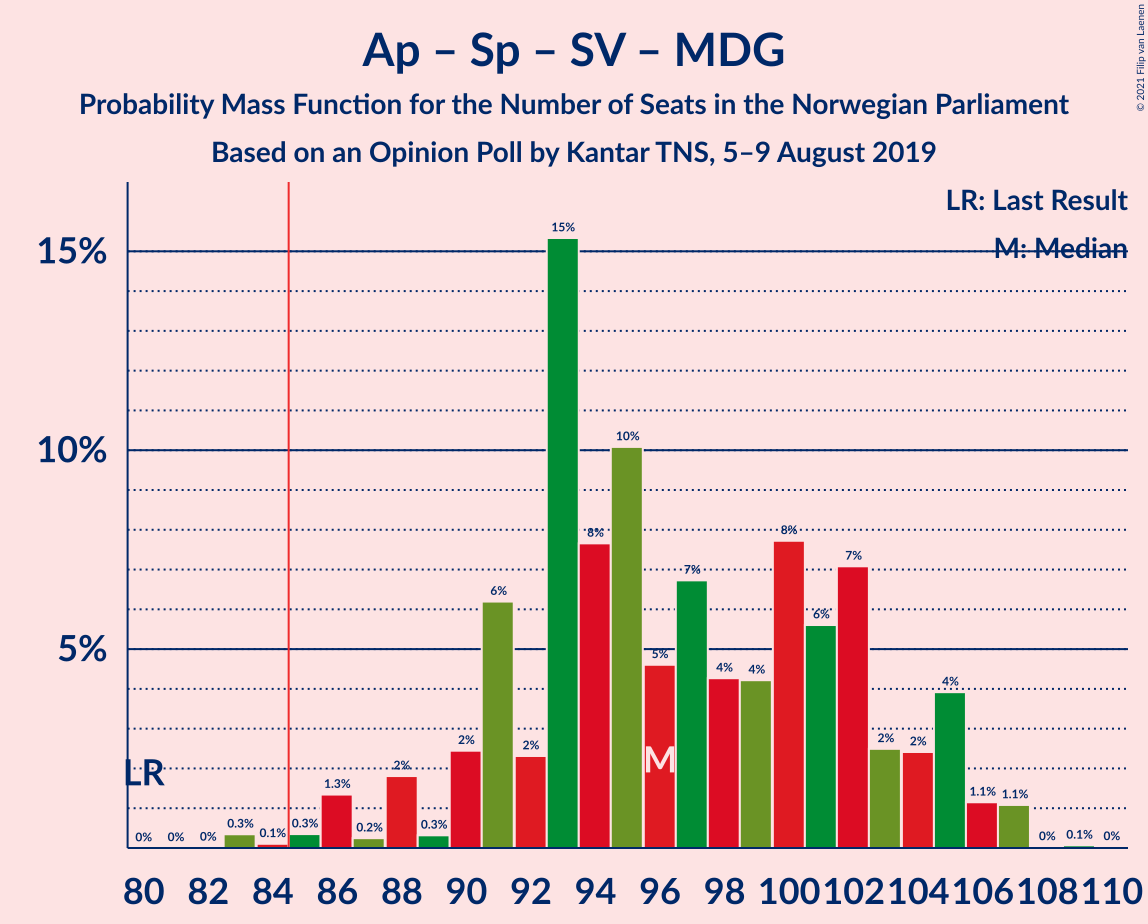 Ap – Sp – SV – MDG
Probability Mass Function for the Number of Seats in the Norwegian Parliament
Based on an Opinion Poll by Kantar TNS, 5–9 August 2019
© 2021 Filip van Laenen
LR: Last Result
M: Median
15%
10%
5%
0% 0% 0% 0.3% 0.1% 0.3% 1.3% 0.2% 2% 0.3% 2% 6% 2% 15% 8% 10% 5% 7% 4% 4% 8% 6% 7% 2% 2% 4% 1.1% 1.1% 0% 0.1% 0%
LR
M
80 82 84 86 88 90 92 94 96 98 100 102 104 106 108 110